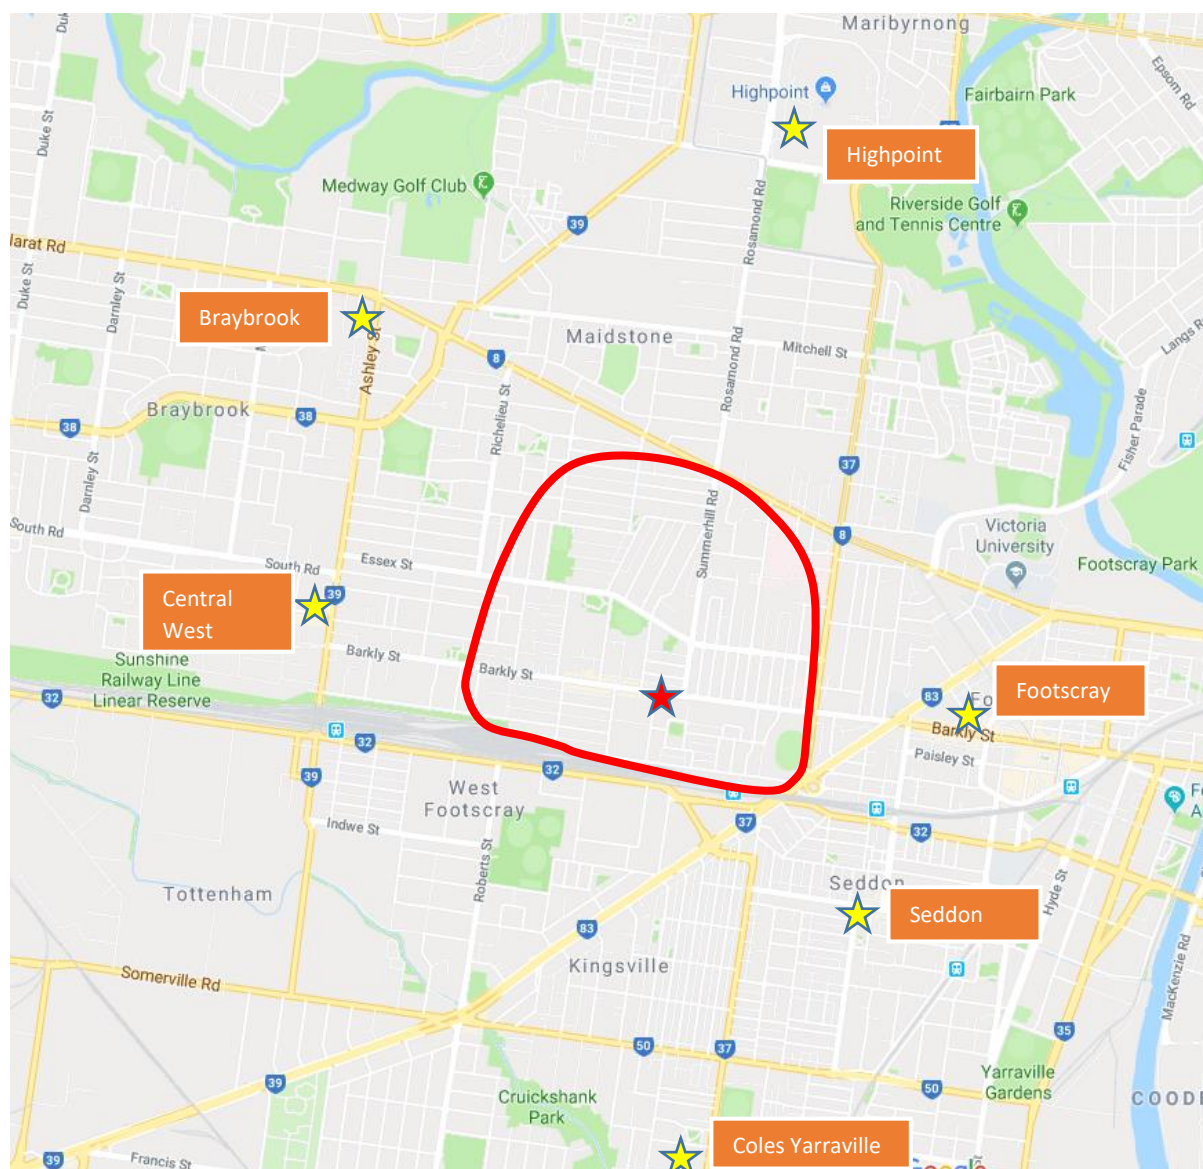 Maribyrnong
Duke St
Epsom Rd
Highpoint
Fairbairn Park
Duke St
Highpoint
Medway Golf Club
Riverside Golf
and Tennis Centre
39
Rosamond Rd
larat Rd
Duke St
Darnley St
Braybrook
Maidstone
Mitchell St
Langs R
Ashley St
8
Rosamond Rd
Braybrook
38
38
Richelieu St
Fisher Parade
Darnley St
37
South Rd
Summerhill Rd
Victoria
University
8
Essex St
South Rd
Footscray Park
Central
West
39
Barkly St
Sunshine
Railway Line
Linear Reserve
Barkly St
Footscray
83
Fo
Barkly St
32
32
Paisley St
39
32
West
Footscray
37
32
Indwe St
Roberts St
Tottenham
Seddon
Hyde St
Seddon
83
Kingsville
MacKenzie Rd
Somerville Rd
35
50
37
39
50
Yarraville
Gardens
Cruickshank
Park
COODE
Coles Yarraville
Francis St
39
Google